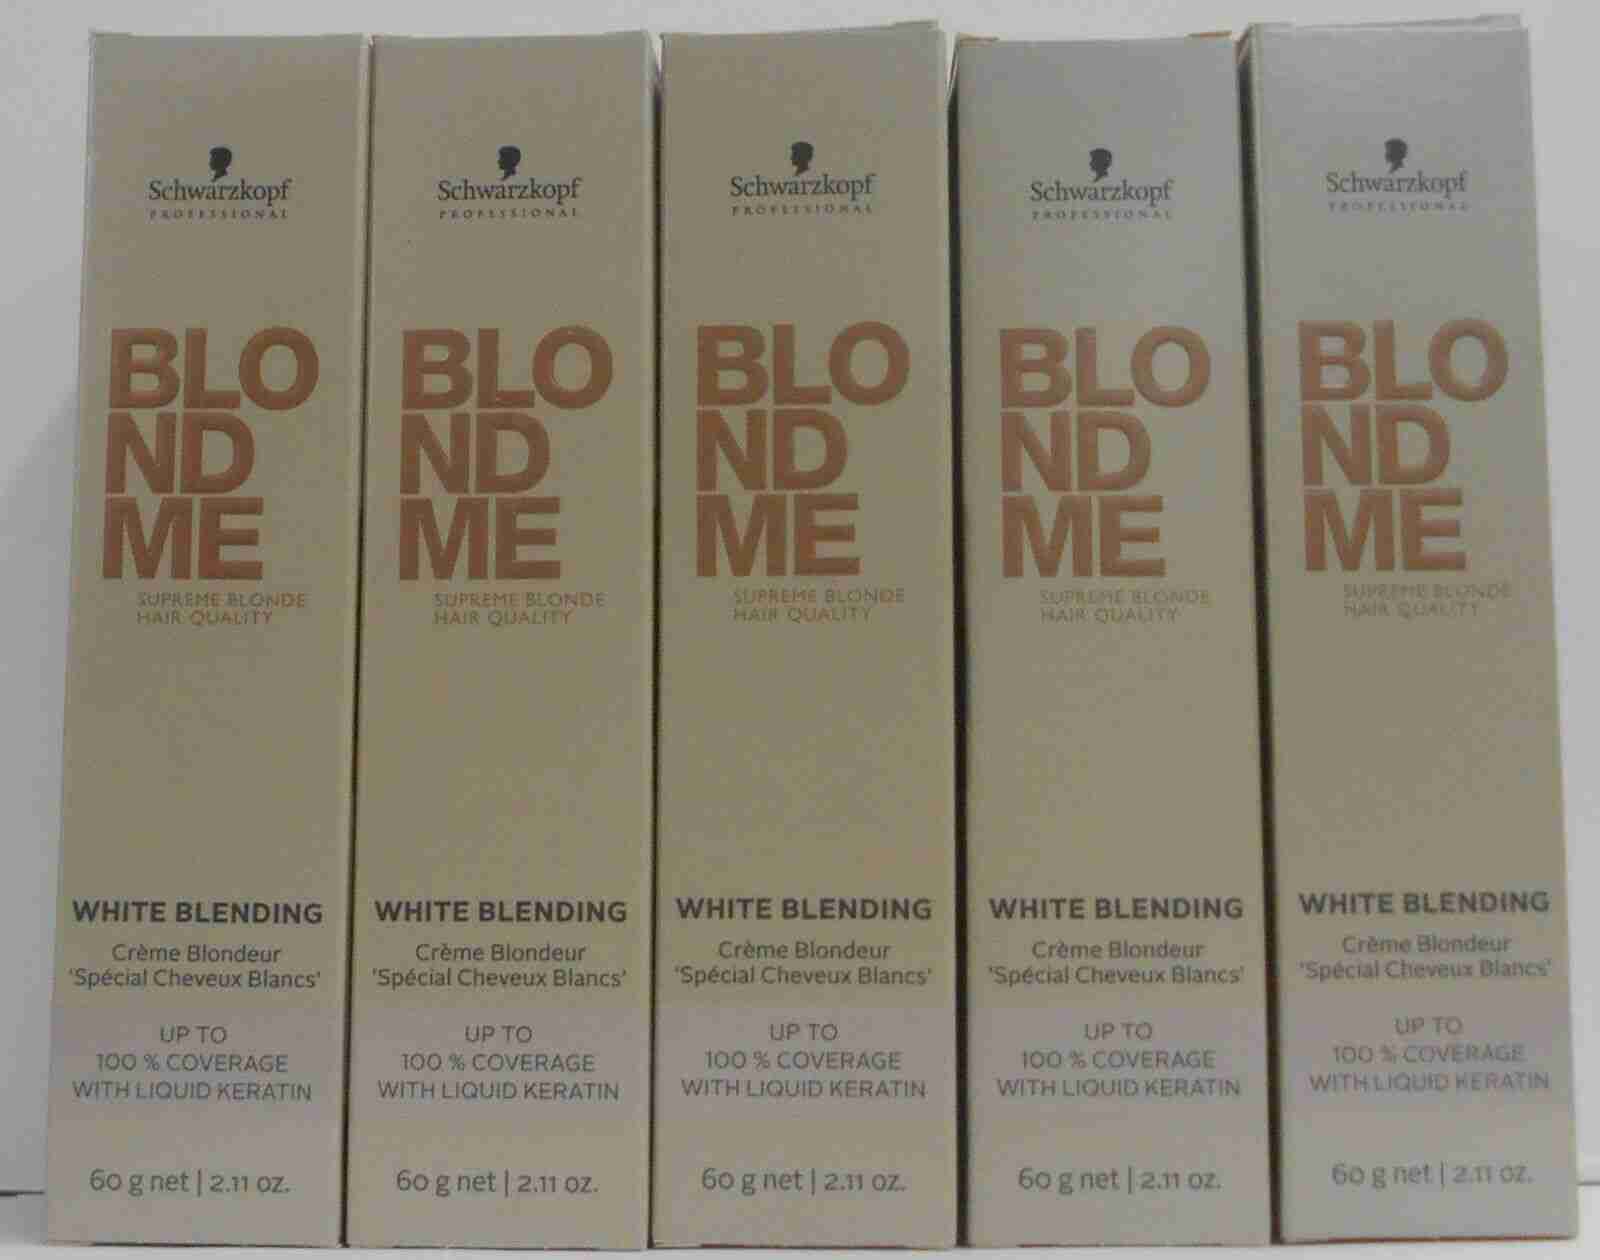 Schwarzkopf
PROFESSIONAL
BLO
ND
ME
SUPREME BLONDE
HAIR QUALITY
WHITE BLENDING
Crème Blondeur
'Spécial Cheveux Blancs'
UP TO
100 % COVERAGE
WITH LIQUID KERATIN
60 g net | 2.11 oz.
Schwarzkopf
PROFESSIONAL
BLO
ND
ME
SUPREME BLONDE
HAIR QUALITY
WHITE BLENDING
Crème Blondeur
'Spécial Cheveux Blancs'
UP TO
100 % COVERAGE
WITH LIQUID KERATIN
60 g net | 2.11 oz.
Schwarzkopf
PROFESSIONAL
BLO
ND
ME
SUPREME BLONDE
HAIR QUALITY
WHITE BLENDING
Crème Blondeur
'Spécial Cheveux Blancs'
UP TO
100 % COVERAGE
WITH LIQUID KERATIN
60 g net | 2.11 oz.
Schwarzkopf
PROFESSIONAL
BLO
ND
ME
SUPREME BLONDE
HAIR QUALITY
WHITE BLENDING
Crème Blondeur
'Spécial Cheveux Blancs'
UP TO
100 % COVERAGE
WITH LIQUID KERATIN
60 g net | 2.11 oz.
Schwarzkopf
PROFESSIONAL
BLO
ND
ME
SUPREME BLONDE
HAIR QUALITY
WHITE BLENDING
Crème Blondeur
'Spécial Cheveux Blancs'
UP TO
100 % COVERAGE
WITH LIQUID KERATIN
60 g net | 2.11 oz.